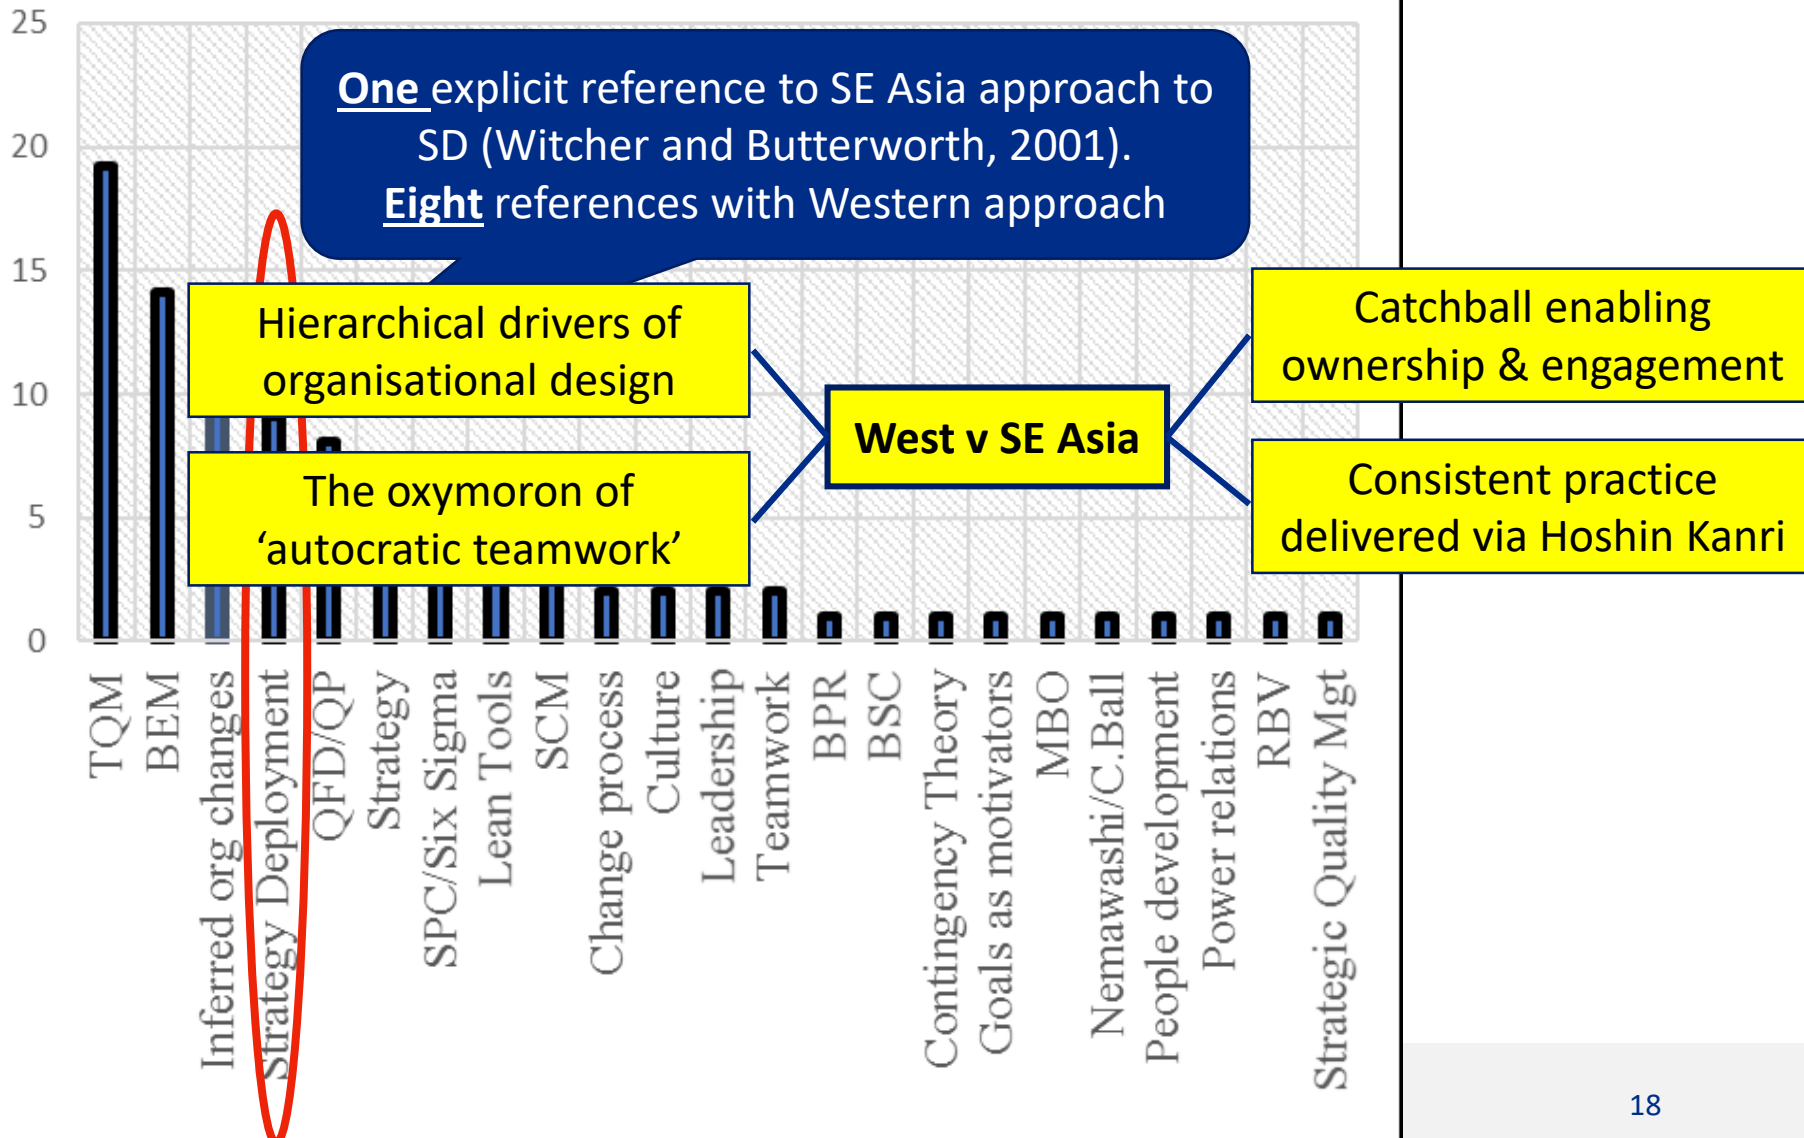 25
20
15
10
5
0
One explicit reference to SE Asia approach to
SD (Witcher and Butterworth, 2001).
Eight references with Western approach
Hierarchical drivers of
organisational design
The oxymoron of
‘autocratic teamwork’
West v SE Asia
Catchball enabling
ownership & engagement
Consistent practice
delivered via Hoshin Kanri
TQM
BEM
Inferred org changes
Strategy Deployment
QFD/QP
Strategy
SPC/Six Sigma
Lean Tools
SCM
Change process
Culture
Leadership
Teamwork
BPR
BSC
Contingency Theory
Goals as motivators
MBO
Nemawashi/C.Ball
People development
Power relations
RBV
Strategic Quality Mgt
18